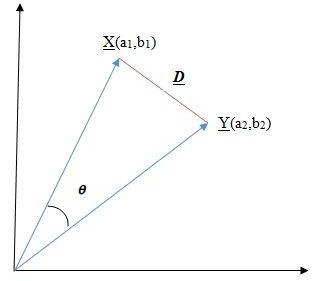 X(a1,b1)
D
Y(a2,b2)
θ